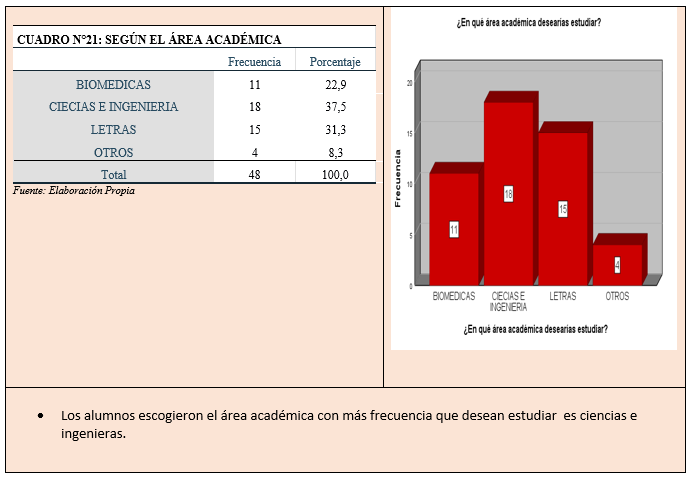 CUADRO N°21: SEGÚN EL ÁREA ACADÉMICA
Frecuencia Porcentaje
BIOMEDICAS 11 22,9
CIECIAS E INGENIERIA 18 37,5
LETRAS 15 31,3
OTROS 4 8,3
Total 48 100,0
Fuente: Elaboración Propia
¿En qué área académica desearías estudiar?
Frecuencia
20
15
10
5
0
11
18
15
4
BIOMEDICAS
CIECIAS E
INGENIERIA
LETRAS
OTROS
¿En qué área académica desearías estudiar?
• Los alumnos escogieron el área académica con más frecuencia que desean estudiar es ciencias e
ingenieras.